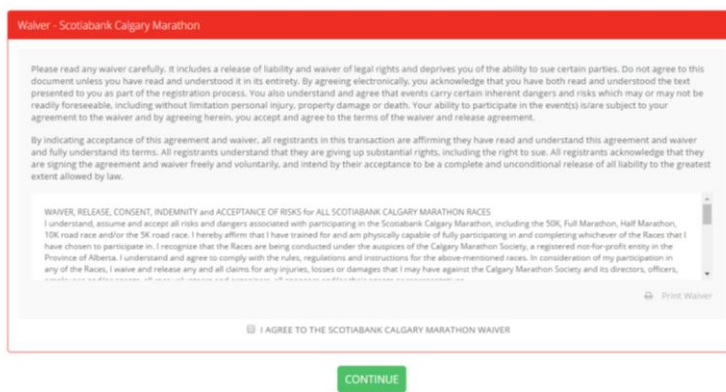 Waiver - Scotiabank Calgary Marathon
Please read any waiver carefully. It includes a release of liability and waiver of legal rights and deprives you of the ability to sue certain parties. Do not agree to this
document unless you have read and understood it in its entirety. By agreeing electronically, you acknowledge that you have both read and understood the text
presented to you as part of the registration process. You also understand and agree that events carry certain inherent dangers and risks which may or may not be
readily foreseeable, including without limitation personal injury, property damage or death. Your ability to participate in the event(s) is/are subject to your
agreement to the waiver and by agreeing herein, you accept and agree to the terms of the waiver and release agreement.
By indicating acceptance of this agreement and waiver, all registrants in this transaction are affirming they have read and understand this agreement and waiver
and fully understand its terms. All registrants understand that they are giving up substantial rights, including the right to sue. All registrants acknowledge that they
are signing the agreement and waiver freely and voluntarily, and intend by their acceptance to be a complete and unconditional release of all liability to the greatest
extent allowed by law.
WAIVER, RELEASE, CONSENT, INDEMNITY and ACCEPTANCE OF RISKS for ALL SCOTIABANK CALGARY MARATHON RACES
I understand, assume and accept all risks and dangers associated with participating in the Scotiabank Calgary Marathon, including the 50K, Full Marathon, Half Marathon,
10K road race and/or the 5K road race. I hereby affirm that I have trained for and am physically capable of fully participating in and completing whichever of the Races that I
have chosen to participate in. I recognize that the Races are being conducted under the auspices of the Calgary Marathon Society, a registered not-for-profit entity in the
Province of Alberta. I understand and agree to comply with the rules, regulations and instructions for the above-mentioned races. In consideration of my participation in
any of the Races, I waive and release any and all claims for any injuries, losses or damages that I may have against the Calgary Marathon Society and its directors, officers,
Print Waiver
I AGREE TO THE SCOTIABANK CALGARY MARATHON WAIVER
CONTINUE